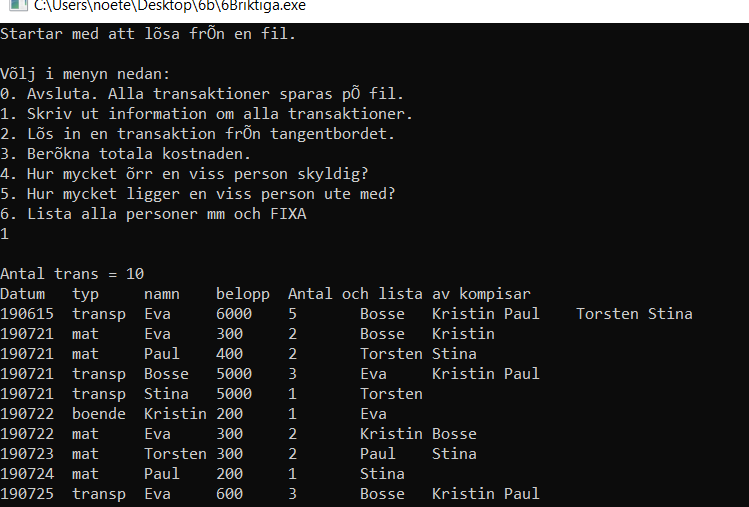 C:\Users\noete\Desktop\6b\6Briktiga.exe
Startar med att lõsa frÕn en fil.
Võlj i menyn nedan:
0. Avsluta. Alla transaktioner sparas pÕ fil.
1. Skriv ut information om alla transaktioner.
2. Lõs in en transaktion frÕn tangentbordet.
3. Berõkna totala kostnaden.
4. Hur mycket õrr en viss person skyldig?
5. Hur mycket ligger en viss person ute med?
6. Lista alla personer mm och FIXA
1
Antal trans = 10
Datum typ namn belopp Antal och lista av kompisar
190615 transp Eva 6000 5 Bosse Kristin Paul Torsten Stina
190721 mat Eva 300 2 Bosse Kristin
190721 mat Paul 400 2 Torsten Stina
190721 transp Bosse 5000 3 Eva Kristin Paul
190721 transp Stina 5000 1 Torsten
190722 boende Kristin 200 1 Eva
190722 mat Eva 300 2 Kristin Bosse
190723 mat Torsten 300 2 Paul Stina
190724 mat Paul 200 1 Stina
190725 transp Eva 600 3 Bosse Kristin Paul